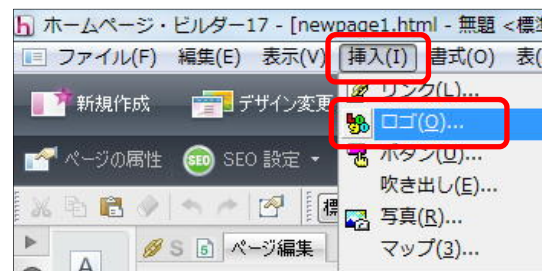 ホームページ・ビルダー17 - [newpage1.html - 無題 <標
ファイル(F) 編集(E) 表示(V) 挿入(I) 書式(O) 表(
新規作成 デザイン変更
リンク(L)...
ロゴ(O)...
ページの属性 SEO SEO 設定
ボタン(U)...
吹き出し(E)...
標
写真(R)...
A S 5 ページ編集
マップ(3)...